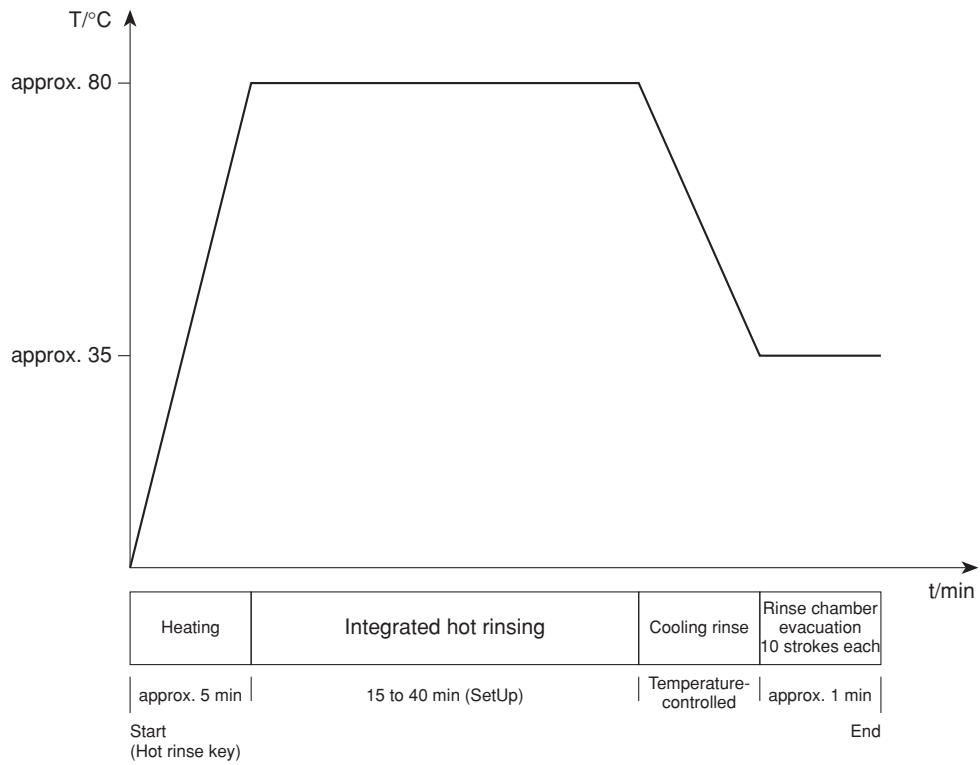 T/°C
approx. 80
approx. 35
t/min
Heating
Integrated hot rinsing
Cooling rinse
Rinse chamber
evacuation
10 strokes each
approx. 5 min
15 to 40 min (SetUp)
Temperature-
controlled
approx. 1 min
Start
(Hot rinse key)
End